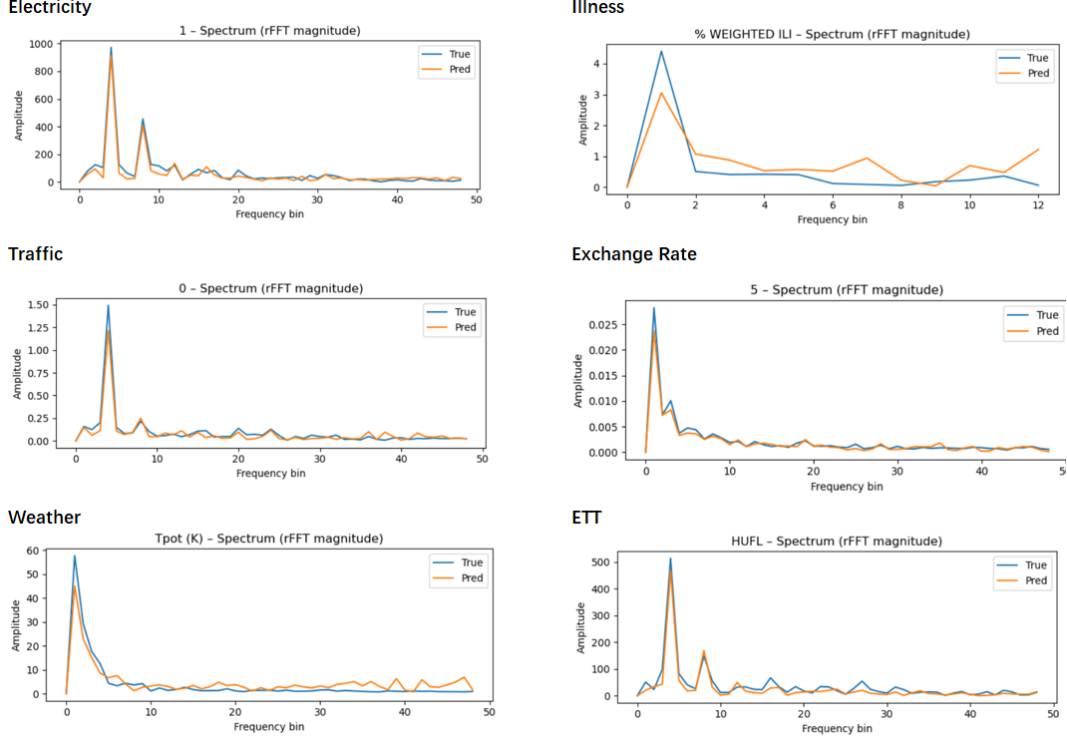 Electricity
1 – Spectrum (rFFT magnitude)
True
Pred
Amplitude
1000
800
600
400
200
0
0 10 20 30 40 50
Frequency bin
Illness
% WEIGHTED ILI – Spectrum (rFFT magnitude)
True
Pred
Amplitude
4
3
2
1
0
0 2 4 6 8 10 12
Frequency bin
Traffic
0 – Spectrum (rFFT magnitude)
True
Pred
Amplitude
1.50
1.25
1.00
0.75
0.50
0.25
0.00
0 10 20 30 40 50
Frequency bin
Exchange Rate
5 – Spectrum (rFFT magnitude)
True
Pred
Amplitude
0.025
0.020
0.015
0.010
0.005
0.000
0 10 20 30 40 50
Frequency bin
Weather
Tpot (K) – Spectrum (rFFT magnitude)
True
Pred
Amplitude
60
50
40
30
20
10
0
0 10 20 30 40 50
Frequency bin
ETT
HUFL – Spectrum (rFFT magnitude)
True
Pred
Amplitude
500
400
300
200
100
0
0 10 20 30 40 50
Frequency bin